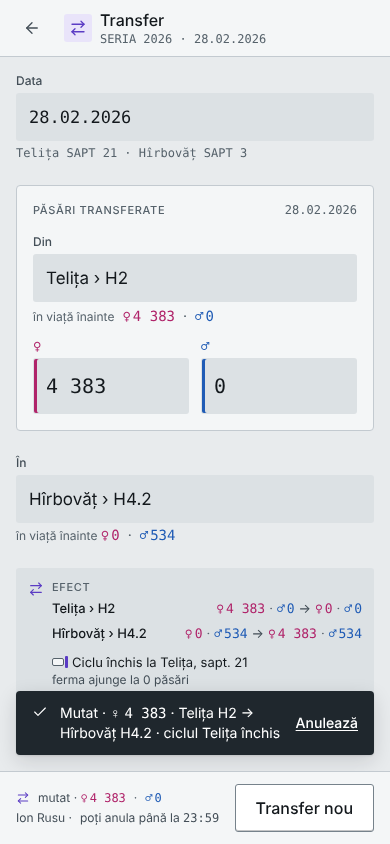 Transfer
SERIA 2026 · 28.02.2026
Data
28.02.2026
Telița SAPT 21 · Hîrbovăț SAPT 3
PĂSĂRI TRANSFERATE 28.02.2026
Din
Telița › H2
în viață înainte ♀4 383 · ♂0
♀ ♂
4 383 0
În
Hîrbovăț › H4.2
în viață înainte ♀0 · ♂534
EFECT
Telița › H2 ♀4 383 · ♂0 → ♀0 · ♂0
Hîrbovăț › H4.2 ♀0 · ♂534 → ♀4 383 · ♂534
Ciclu închis la Telița, sapt. 21
ferma ajunge la 0 păsări
Mutat · ♀ 4 383 · Telița H2 →
Hîrbovăț H4.2 · ciclul Telița închis
Anulează
mutat · ♀4 383 · ♂0
Ion Rusu · poți anula până la 23:59
Transfer nou